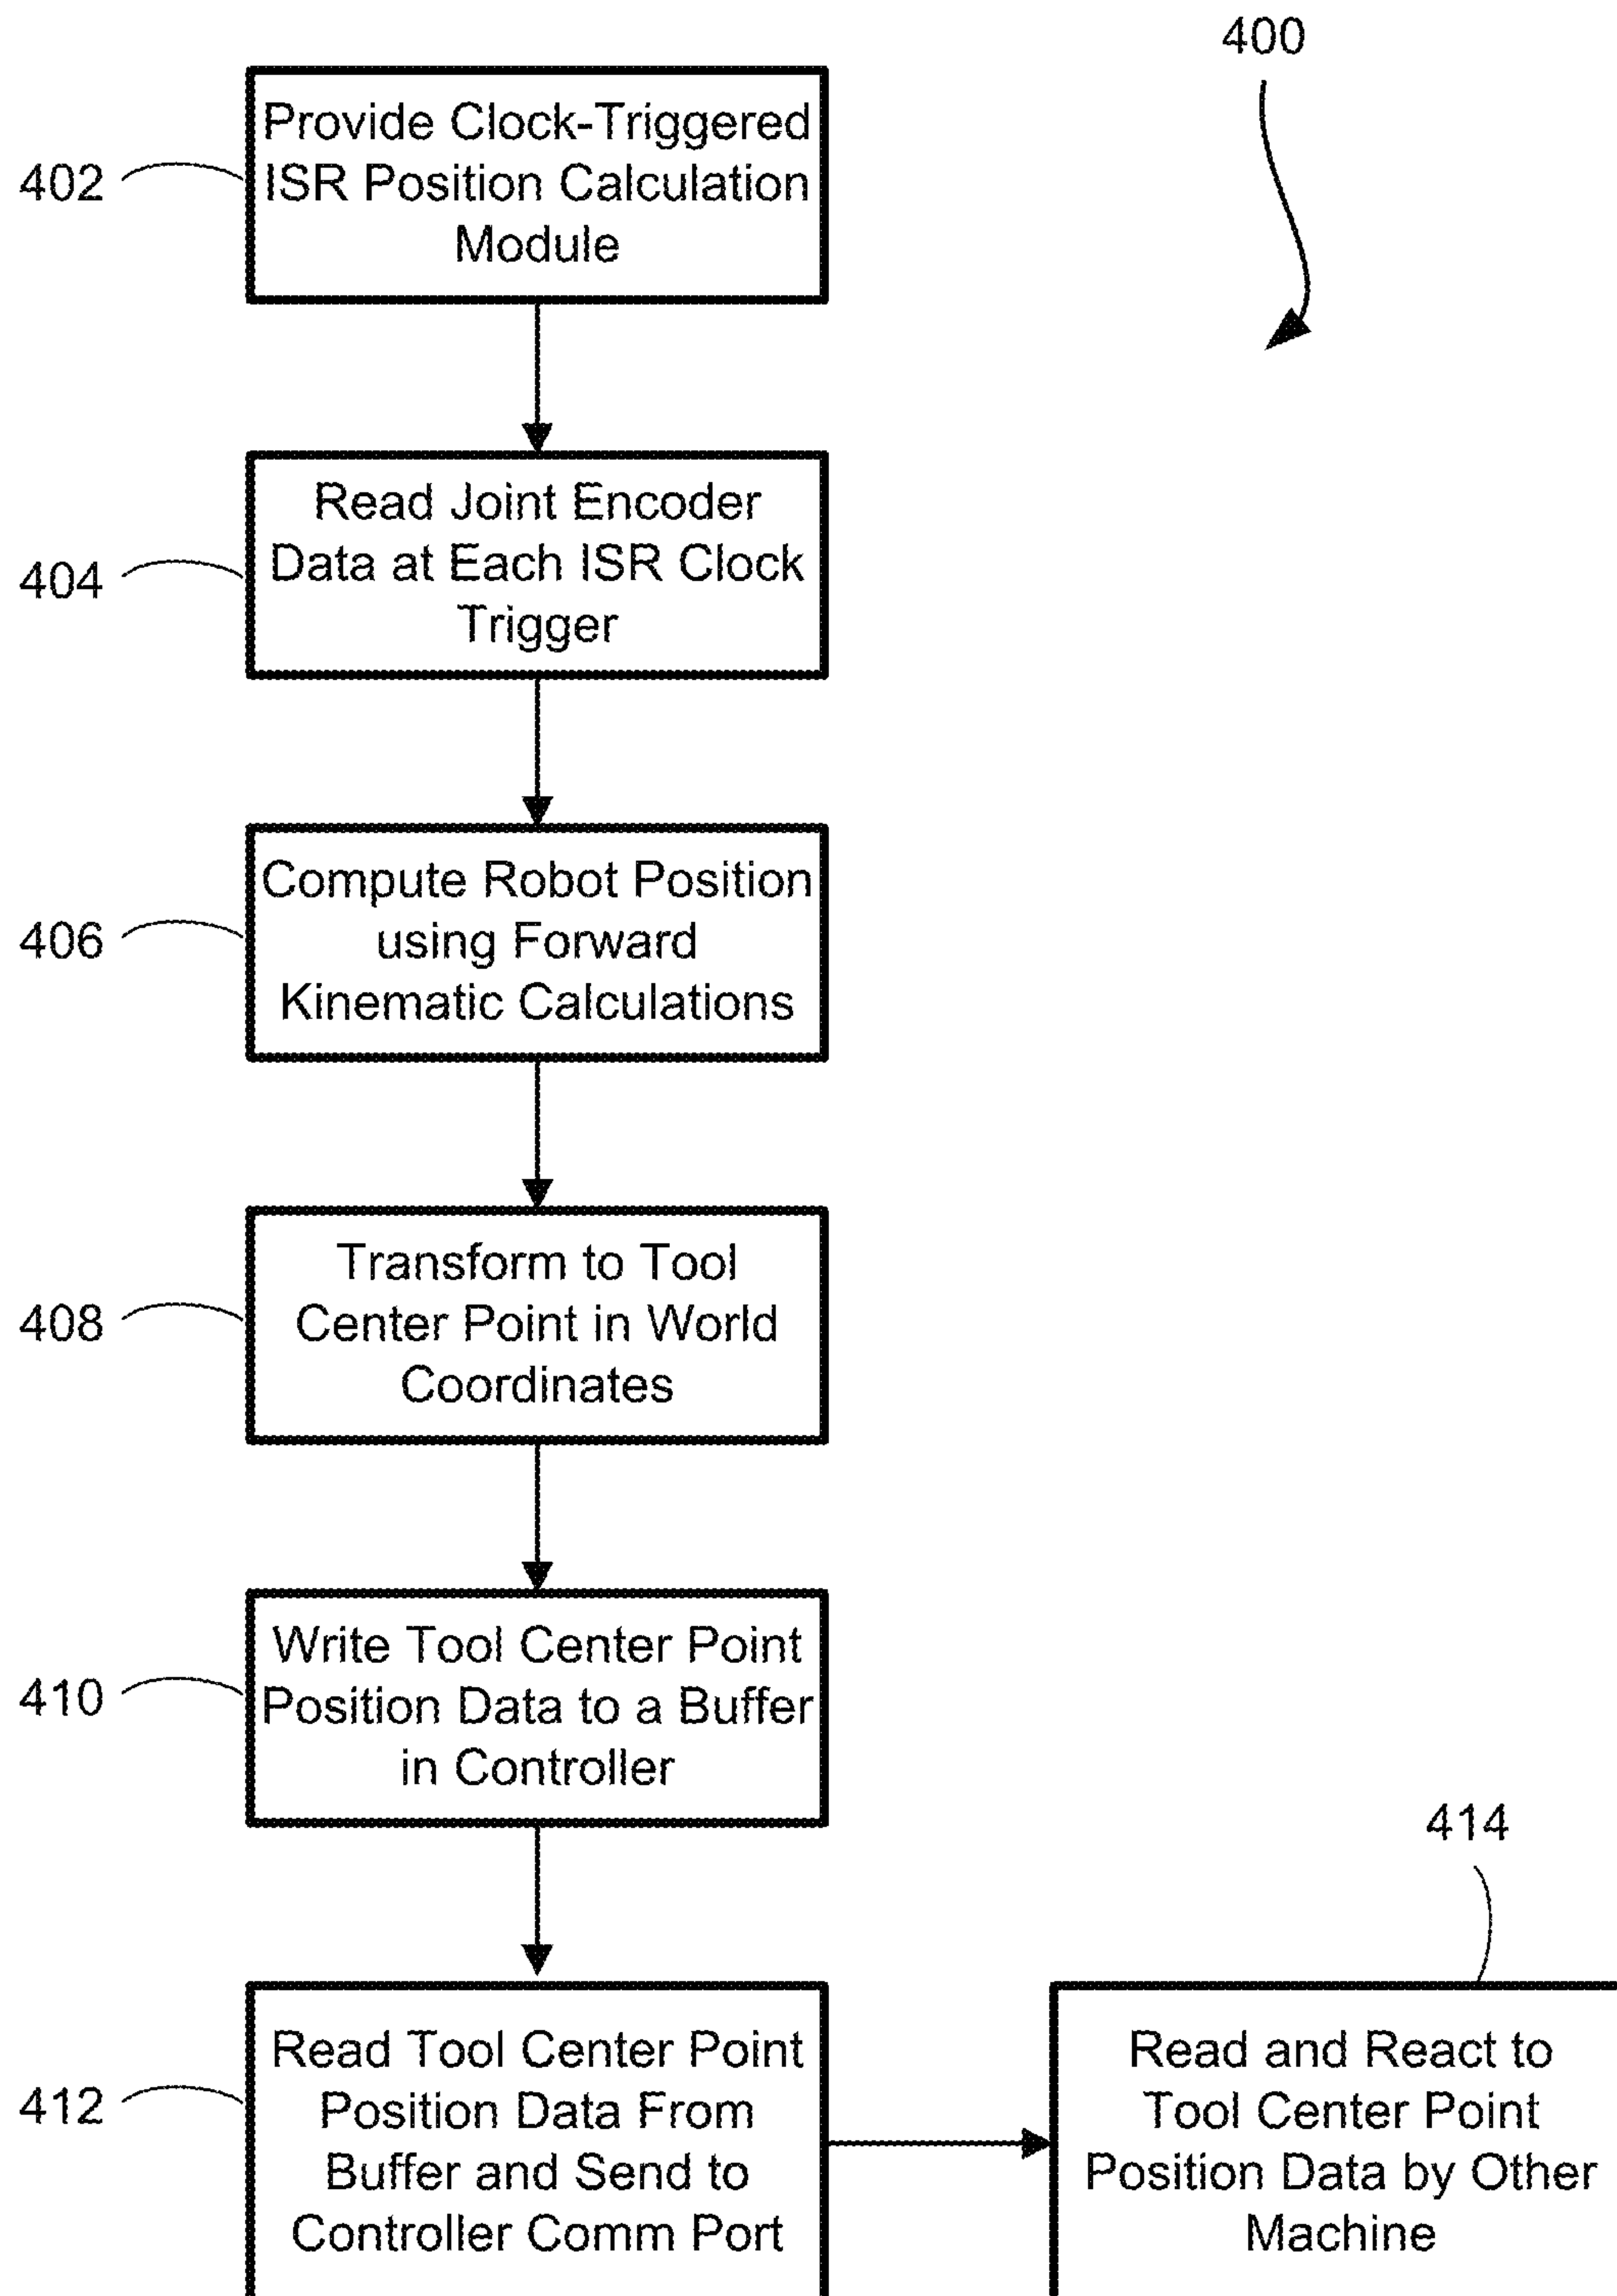 400
Provide Clock-Triggered
402
ISR Position Calculation
Module
Read Joint Encoder
404
Data at Each ISR Clock
Trigger
Compute Robot Position
406
using Forward
Kinematic Calculations
Transform to Tool
408
Center Point in World
Coordinates
Write Tool Center Point
410
Position Data to a Buffer
in Controller
414
Read Tool Center Point
412
Position Data From
Buffer and Send to
Controller Comm Port
Read and React to
Tool Center Point
Position Data by Other
Machine